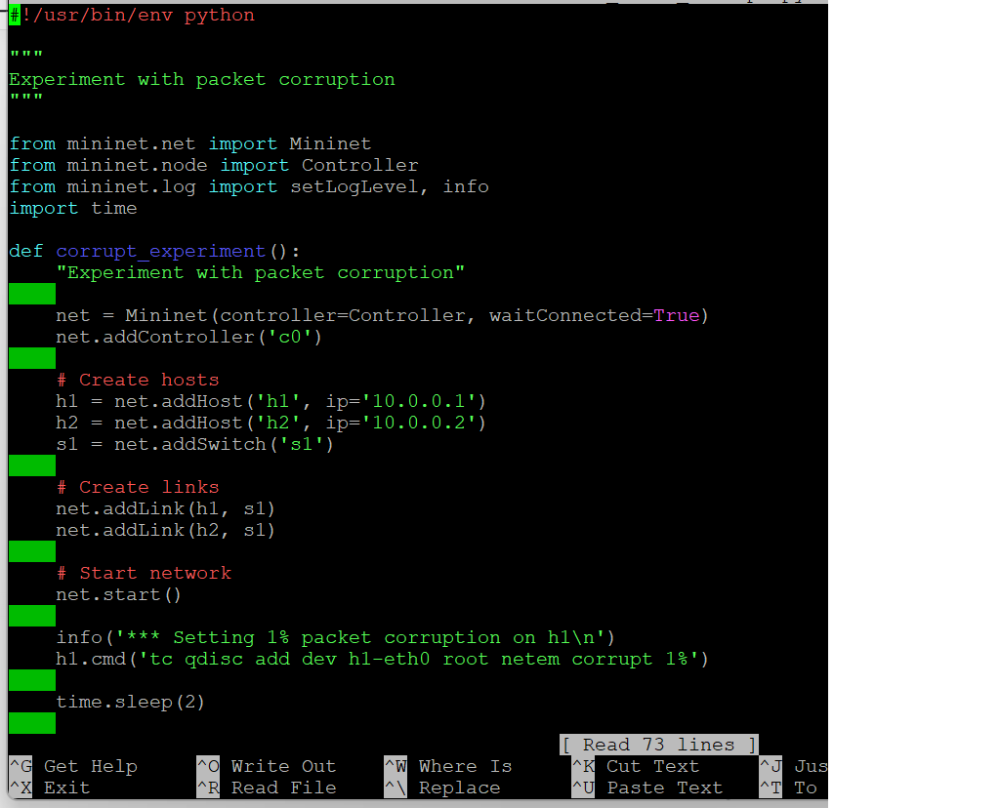 #!/usr/bin/env python
"""
Experiment with packet corruption
"""
from mininet.net import Mininet
from mininet.node import Controller
from mininet.log import setLogLevel, info
import time
def corrupt_experiment():
    "Experiment with packet corruption"
    net = Mininet(controller=Controller, waitConnected=True)
    net.addController('c0')
    # Create hosts
    h1 = net.addHost('h1', ip='10.0.0.1')
    h2 = net.addHost('h2', ip='10.0.0.2')
    s1 = net.addSwitch('s1')
    # Create links
    net.addLink(h1, s1)
    net.addLink(h2, s1)
    # Start network
    net.start()
    info('*** Setting 1% packet corruption on h1\n')
    h1.cmd('tc qdisc add dev h1-eth0 root netem corrupt 1%')
    time.sleep(2)
[ Read 73 lines ]
^G Get Help ^O Write Out ^W Where Is ^K Cut Text ^J Jus
^X Exit ^R Read File ^\ Replace ^U Paste Text ^T To